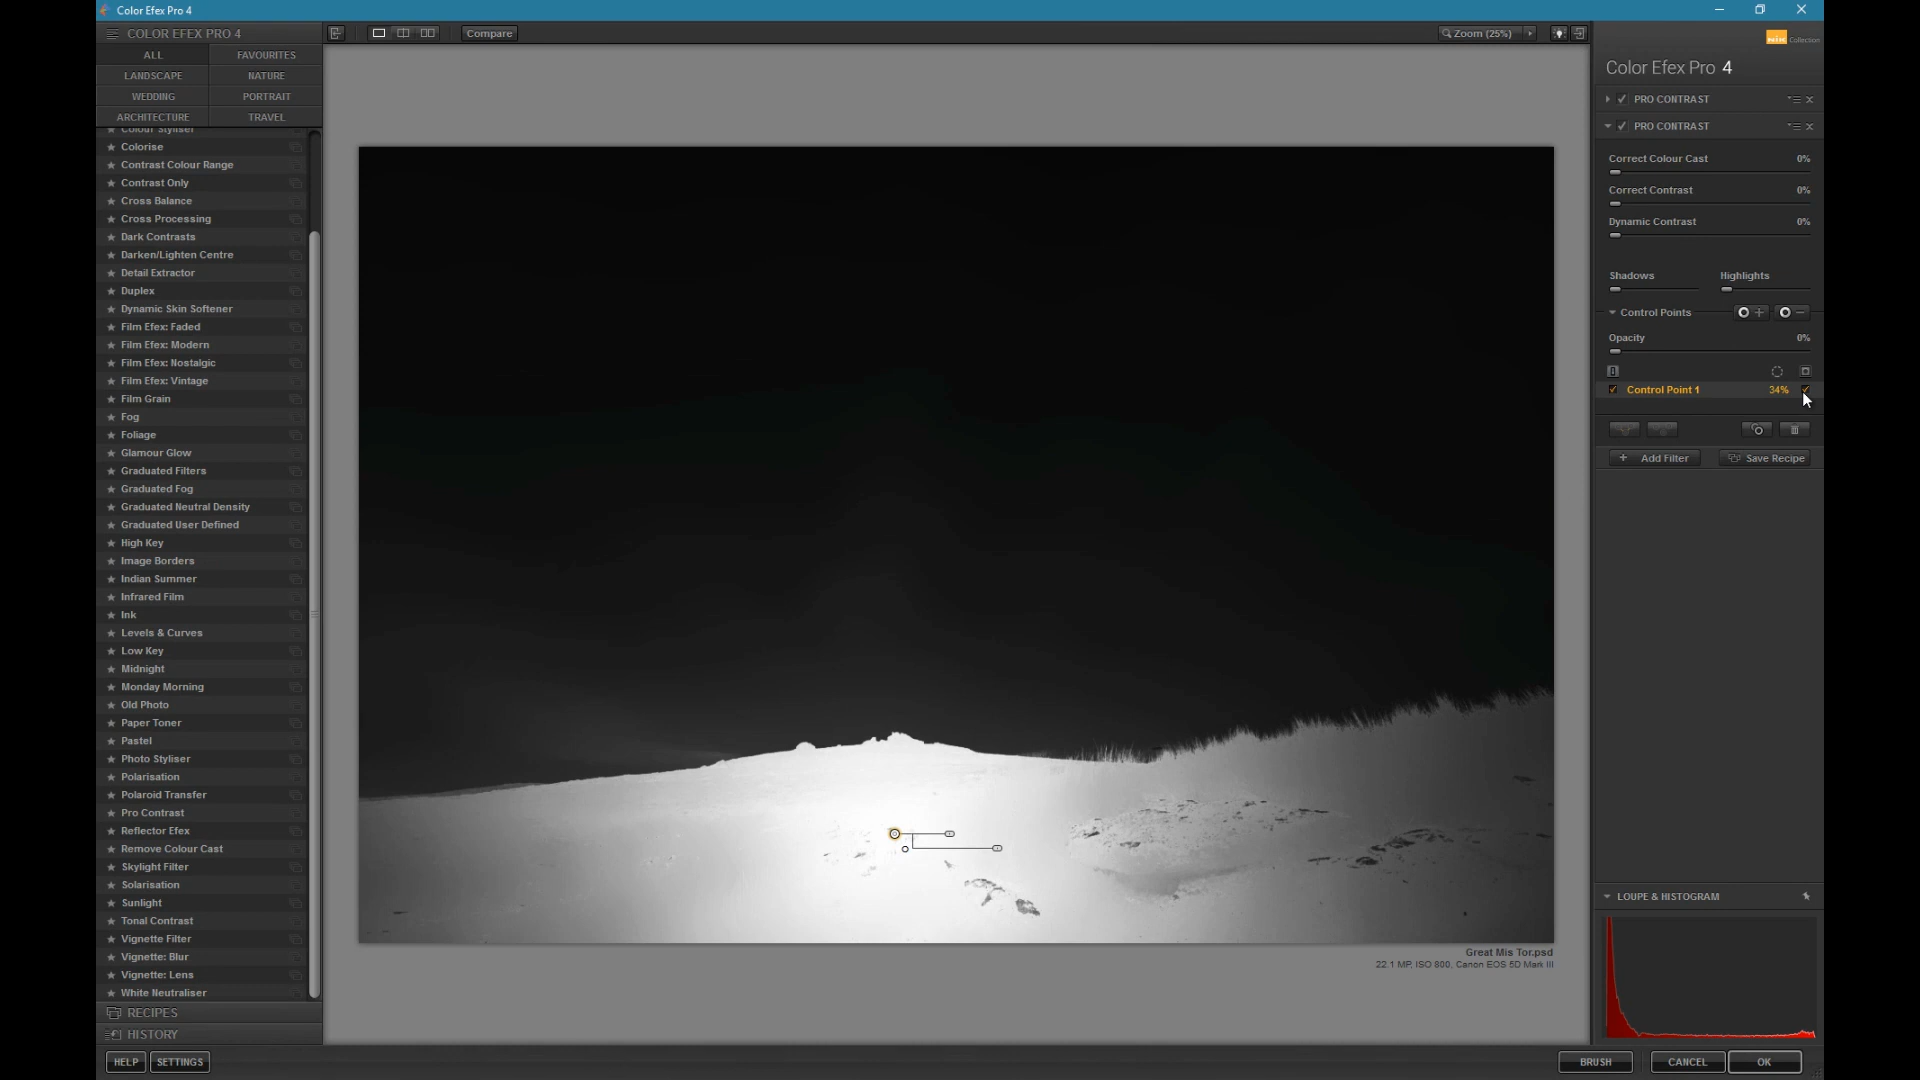 Color Efex Pro 4
COLOR EFEX PRO 4
ALL
FAVOURITES
LANDSCAPE
NATURE
WEDDING
PORTRAIT
ARCHITECTURE
TRAVEL
Colour Styliser
Colorise
Contrast Colour Range
Contrast Only
Cross Balance
Cross Processing
Dark Contrasts
Darken/Lighten Centre
Detail Extractor
Duplex
Dynamic Skin Softener
Film Efex: Faded
Film Efex: Modern
Film Efex: Nostalgic
Film Efex: Vintage
Film Grain
Fog
Foliage
Glamour Glow
Graduated Filters
Graduated Fog
Graduated Neutral Density
Graduated User Defined
High Key
Image Borders
Indian Summer
Infrared Film
Ink
Levels & Curves
Low Key
Midnight
Monday Morning
Old Photo
Paper Toner
Pastel
Photo Styliser
Polarisation
Polaroid Transfer
Pro Contrast
Reflector Efex
Remove Colour Cast
Skylight Filter
Solarisation
Sunlight
Tonal Contrast
Vignette Filter
Vignette: Blur
Vignette: Lens
White Neutraliser
RECIPES
HISTORY
HELP
SETTINGS
Compare
Zoom (25%)
Great Mis Tor.psd
22.1 MP, ISO 800, Canon EOS 5D Mark III
nik Collection
Color Efex Pro 4
PRO CONTRAST
PRO CONTRAST
Correct Colour Cast 0%
Correct Contrast 0%
Dynamic Contrast 0%
Shadows Highlights
Control Points
Opacity 0%
Control Point 1 34%
Add Filter
Save Recipe
LOUPE & HISTOGRAM
BRUSH
CANCEL
OK